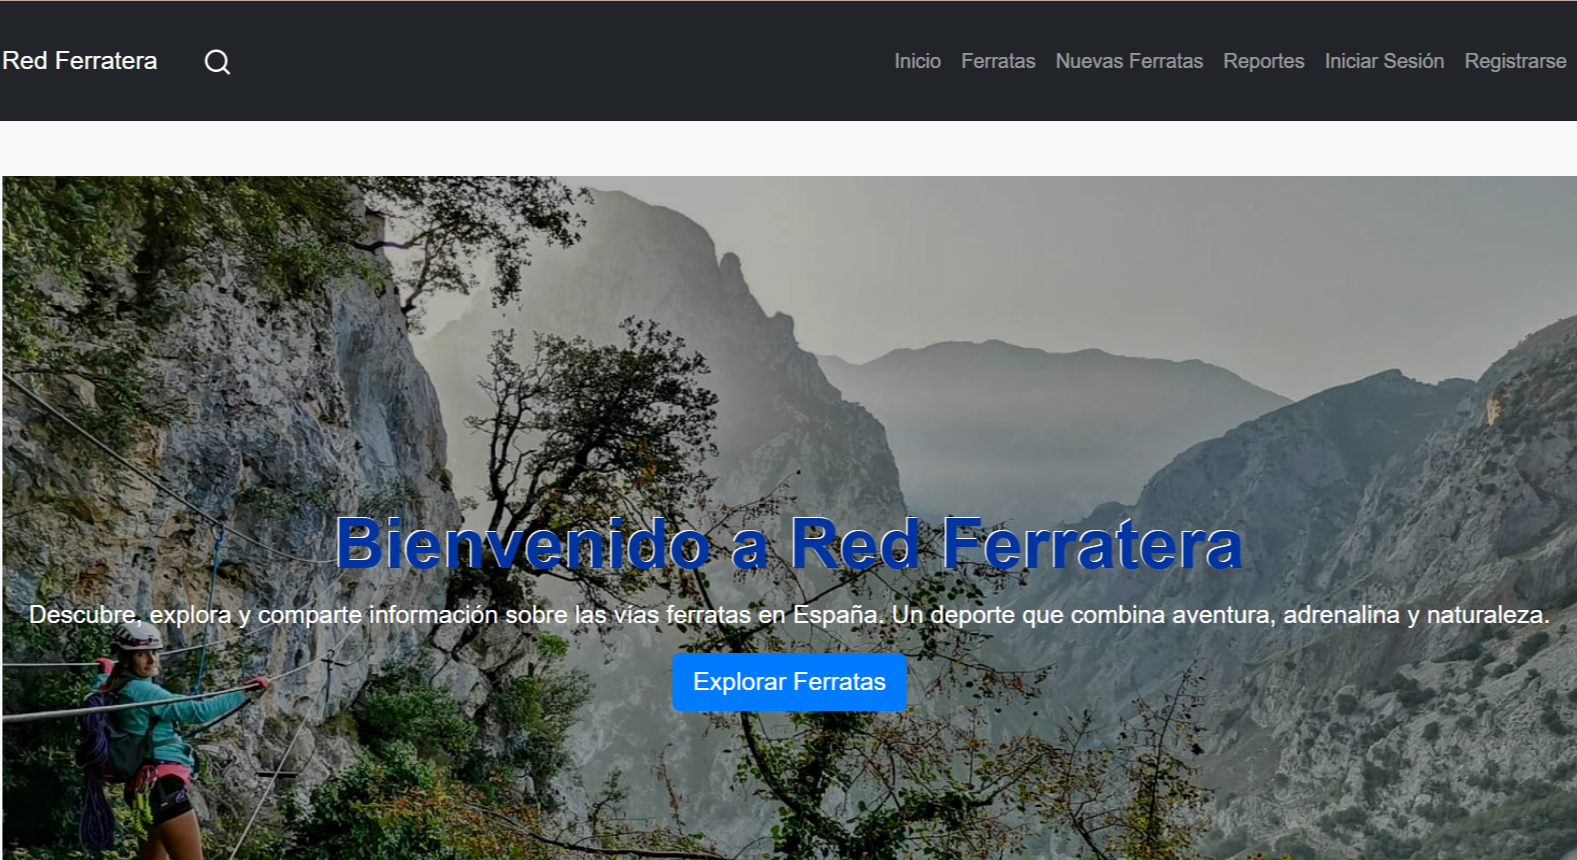 Red Ferratera
Inicio Ferratas Nuevas Ferratas Reportes Iniciar Sesión Registrarse
Bienvenido a Red Ferratera
Descubre, explora y comparte información sobre las vías ferratas en España. Un deporte que combina aventura, adrenalina y naturaleza.
Explorar Ferratas